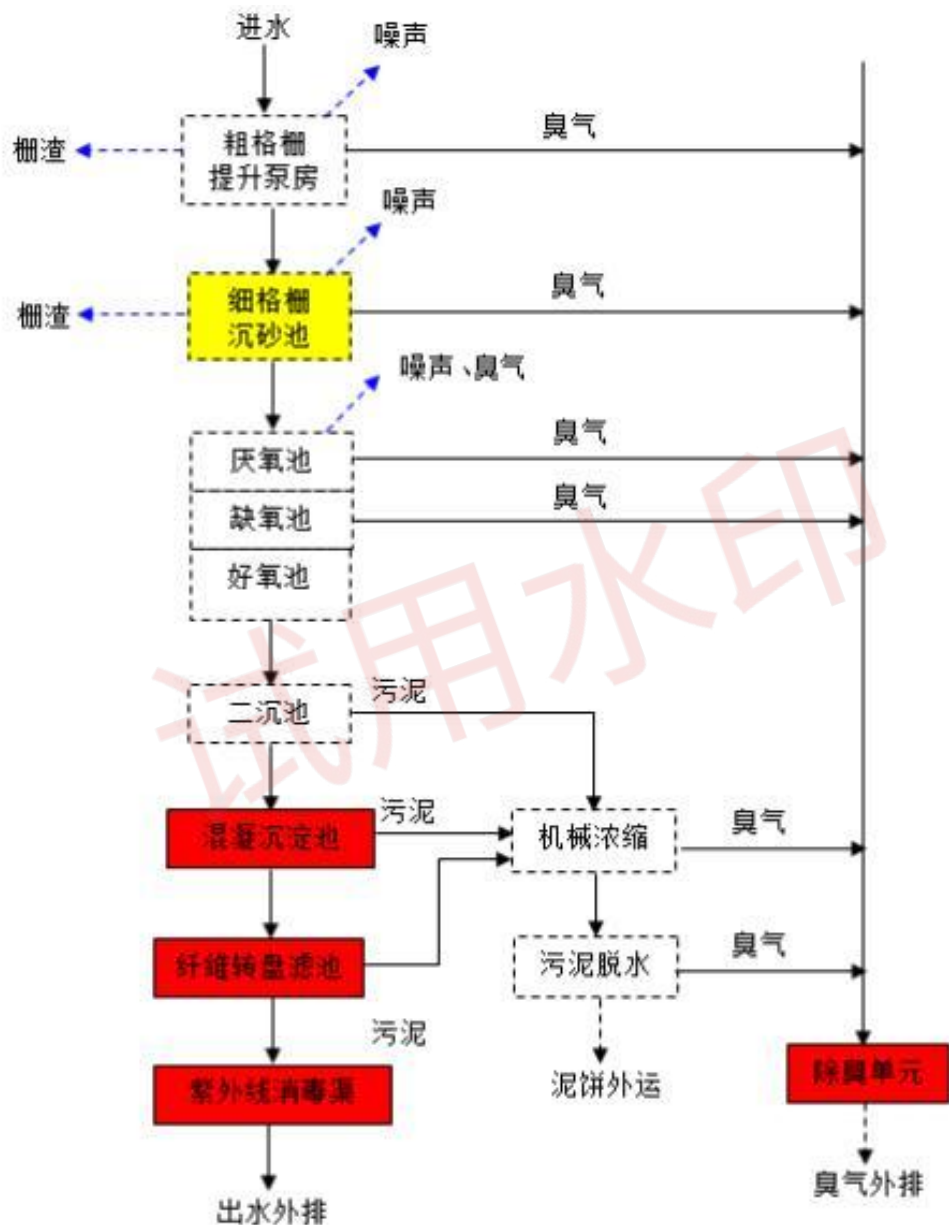 进水
噪声
臭气
栅渣
粗格栅
提升泵房
噪声
臭气
栅渣
细格栅
沉砂池
噪声、臭气
臭气
厌氧池
臭气
缺氧池
好氧池
污泥
二沉池
污泥
混凝沉淀池
机械浓缩
臭气
纤维转盘滤池
污泥脱水
臭气
污泥
紫外线消毒渠
泥饼外运
除臭单元
出水外排
臭气外排
试用水印